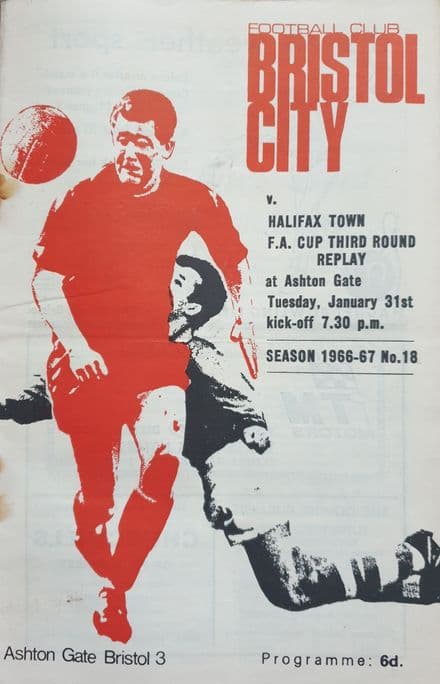 FOOTBALL CLUB
BRISTOL
CITY
v.
HALIFAX TOWN
F.A. CUP THIRD ROUND
REPLAY
at Ashton Gate
Tuesday, January 31st
kick-off 7.30 p.m.
SEASON 1966-67 No.18
Ashton Gate Bristol 3
Programme: 6d.